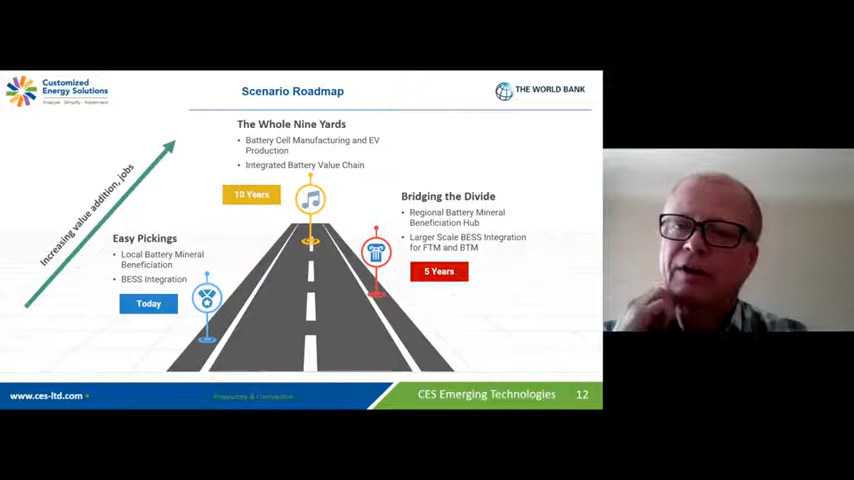 Customized
Energy Solutions
Analyze · Simplify · Implement
Scenario Roadmap
THE WORLD BANK
The Whole Nine Yards
• Battery Cell Manufacturing and EV
Production
• Integrated Battery Value Chain
10 Years
Increasing value addition, jobs
Bridging the Divide
• Regional Battery Mineral
Beneficiation Hub
• Larger Scale BESS Integration
for FTM and BTM
5 Years
Easy Pickings
• Local Battery Mineral
Beneficiation
• BESS Integration
Today
www.ces-ltd.com
Proprietary & Confidential
CES Emerging Technologies
12